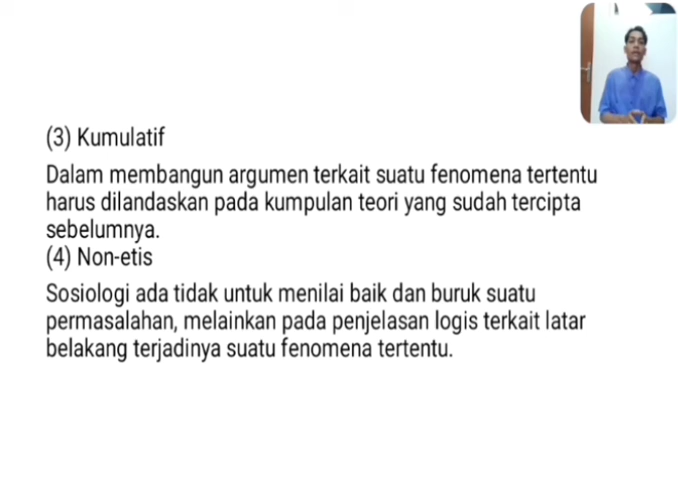 (3) Kumulatif
Dalam membangun argumen terkait suatu fenomena tertentu
harus dilandaskan pada kumpulan teori yang sudah tercipta
sebelumnya.
(4) Non-etis
Sosiologi ada tidak untuk menilai baik dan buruk suatu
permasalahan, melainkan pada penjelasan logis terkait latar
belakang terjadinya suatu fenomena tertentu.